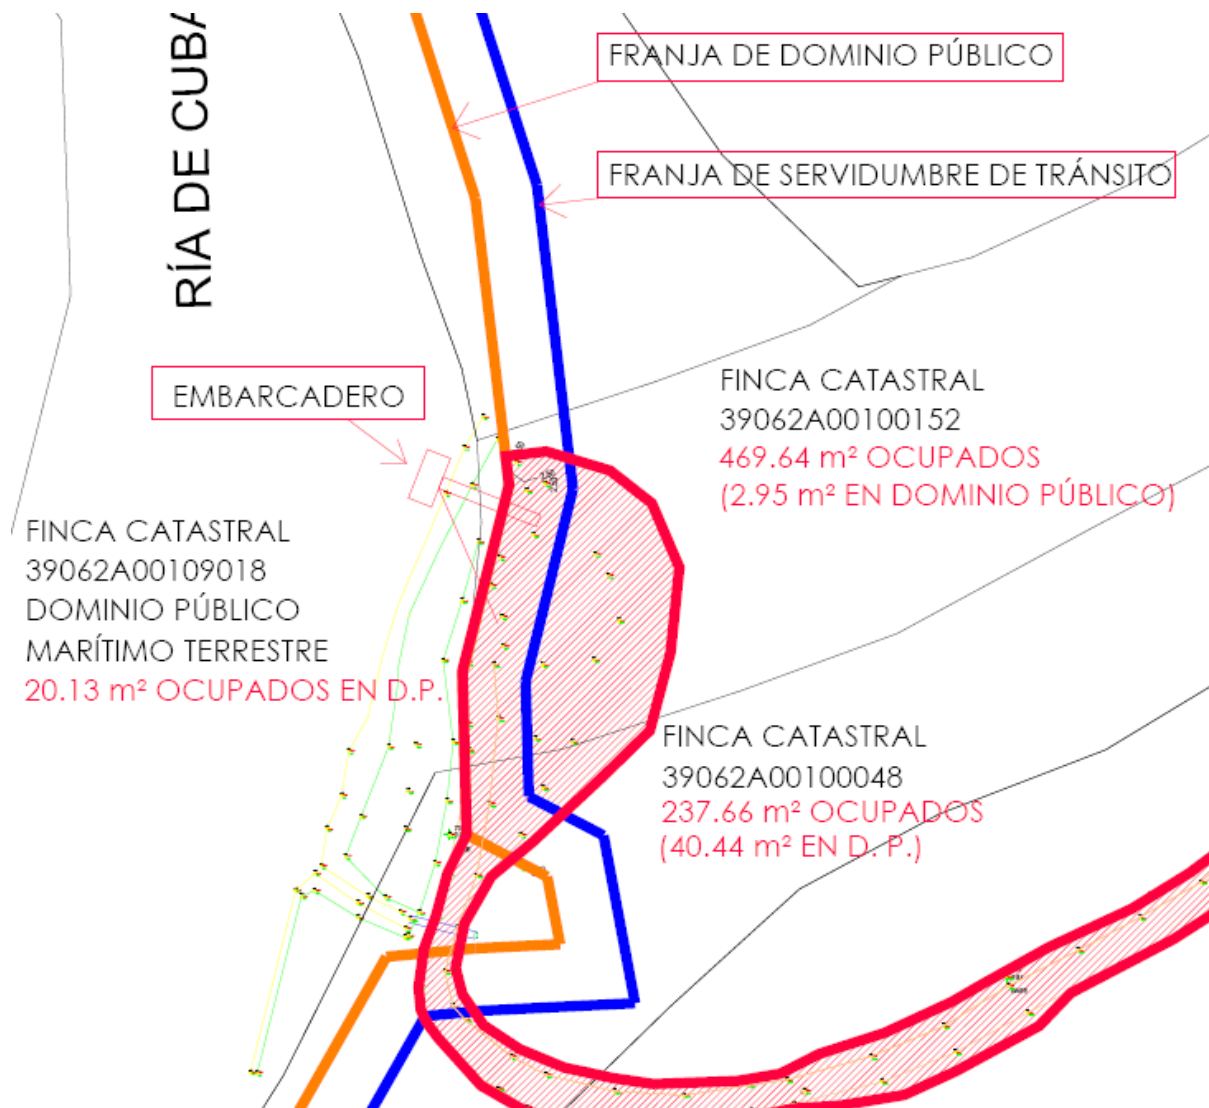 RÍA DE CUBA
FRANJA DE DOMINIO PÚBLICO
FRANJA DE SERVIDUMBRE DE TRÁNSITO
EMBARCADERO
FINCA CATASTRAL
39062A00100152
469.64 m² OCUPADOS
(2.95 m² EN DOMINIO PÚBLICO)
FINCA CATASTRAL
39062A00109018
DOMINIO PÚBLICO
MARÍTIMO TERRESTRE
20.13 m² OCUPADOS EN D.P.
FINCA CATASTRAL
39062A00100048
237.66 m² OCUPADOS
(40.44 m² EN D. P.)